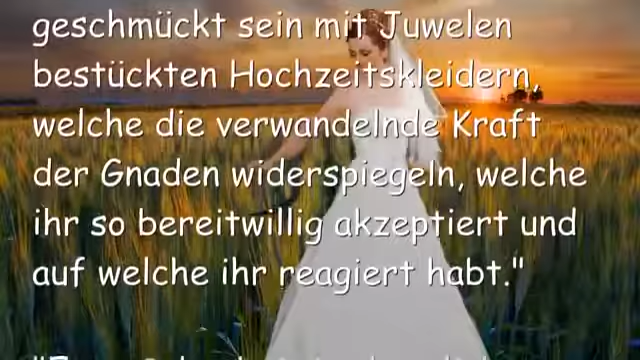 geschmückt sein mit Juwelen
bestückten Hochzeitskleidern,
welche die verwandelnde Kraft
der Gnaden widerspiegeln, welche
ihr so bereitwillig akzeptiert und
auf welche ihr reagiert habt."